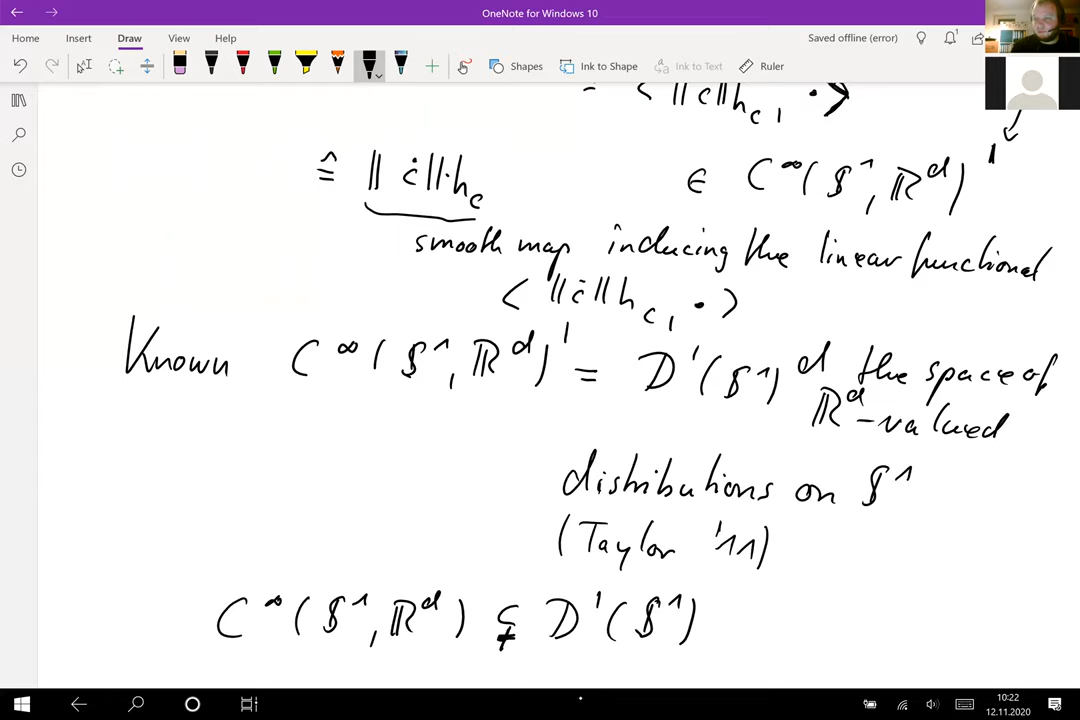 OneNote for Windows 10
Home Insert Draw View Help Saved offline (error)
Shapes Ink to Shape Ink to Text Ruler
= < ||ċ||h_c, · >
≙ ||ċ||·h_c ∈ C^∞(𝕊^1, ℝ^d)'
smooth map inducing the linear functional
< ||ċ||h_c, · >
Known C^∞(𝕊^1, ℝ^d)' = D'(𝕊^1)^d the space of
ℝ^d-valued
distributions on 𝕊^1
(Taylor '11)
C^∞(𝕊^1, ℝ^d) ⊊ D'(𝕊^1)
10:22
12.11.2020